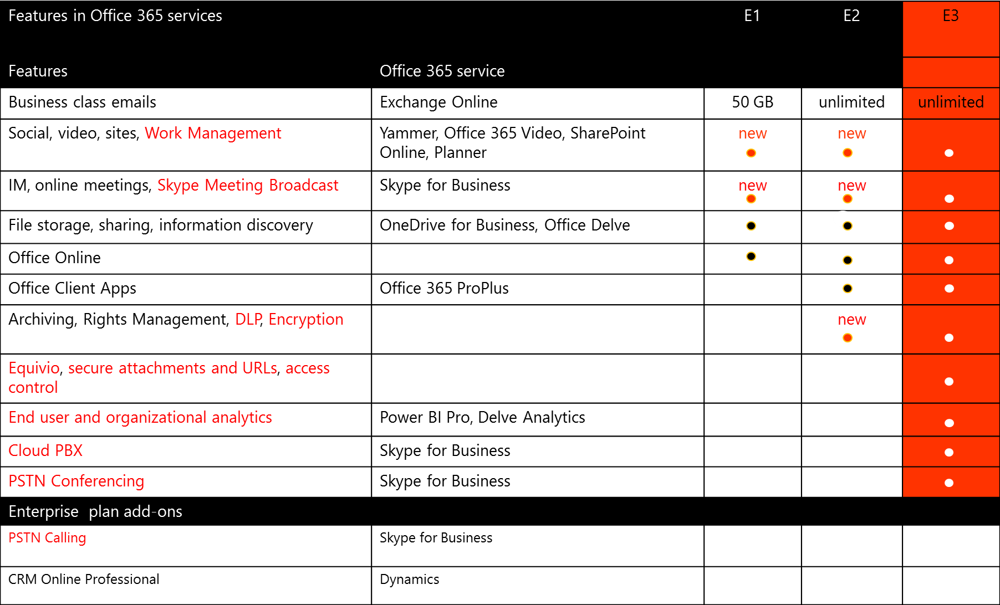 Features in Office 365 services E1 E2 E3
Features Office 365 service
Business class emails Exchange Online 50 GB unlimited unlimited
Social, video, sites, Work Management Yammer, Office 365 Video, SharePoint new new
Online, Planner
IM, online meetings, Skype Meeting Broadcast Skype for Business new new
File storage, sharing, information discovery OneDrive for Business, Office Delve
Office Online
Office Client Apps Office 365 ProPlus
Archiving, Rights Management, DLP, Encryption new
Equivio, secure attachments and URLs, access
control
End user and organizational analytics Power BI Pro, Delve Analytics
Cloud PBX Skype for Business
PSTN Conferencing Skype for Business
Enterprise plan add-ons
PSTN Calling Skype for Business
CRM Online Professional Dynamics